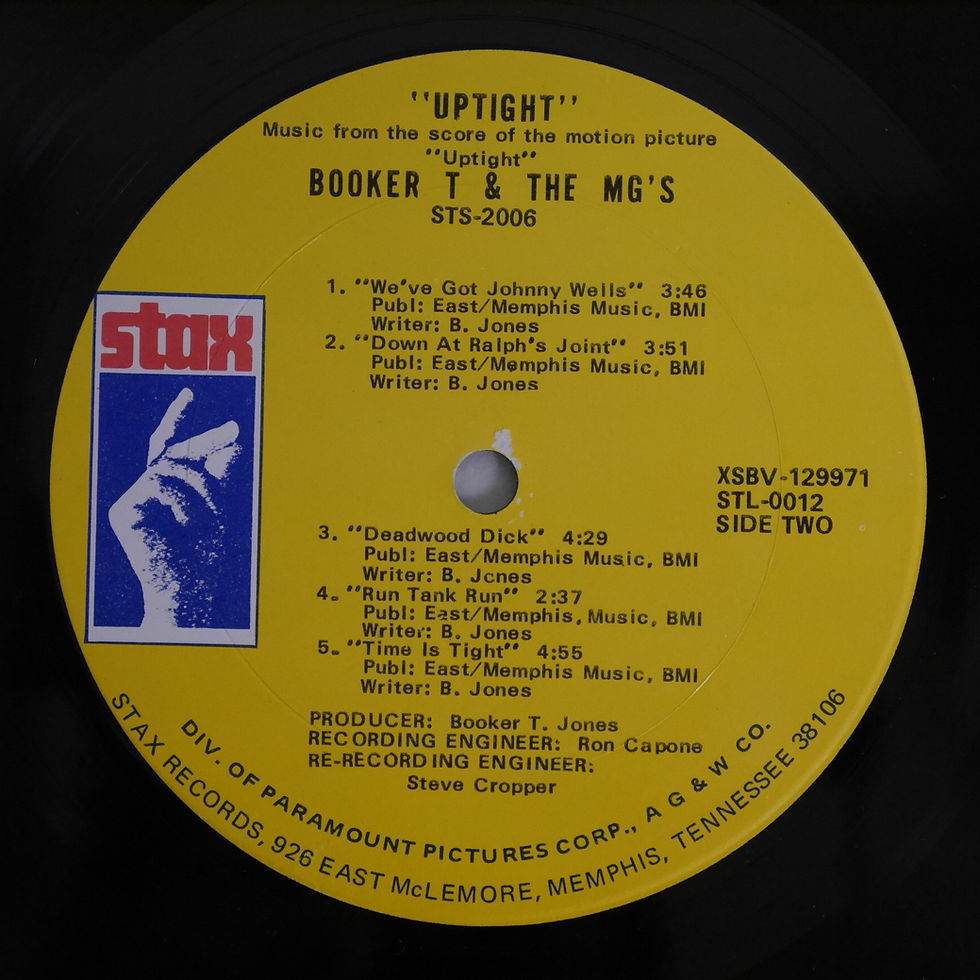 "UPTIGHT"
Music from the score of the motion picture
"Uptight"
BOOKER T & THE MG'S
STS-2006
stax
1. "We've Got Johnny Wells" 3:46
Publ: East/Memphis Music, BMI
Writer: B. Jones
2. "Down At Ralph's Joint" 3:51
Publ: East/Memphis Music, BMI
Writer: B. Jones
XSBV-129971
STL-0012
SIDE TWO
3. "Deadwood Dick" 4:29
Publ: East/Memphis Music, BMI
Writer: B. Jones
4. "Run Tank Run" 2:37
Publ: East/Memphis, Music, BMI
Writer: B. Jones
5. "Time Is Tight" 4:55
Publ: East/Memphis Music, BMI
Writer: B. Jones
PRODUCER: Booker T. Jones
RECORDING ENGINEER: Ron Capone
RE-RECORDING ENGINEER:
Steve Cropper
DIV. OF PARAMOUNT PICTURES CORP., A G & W CO.
STAX RECORDS, 926 EAST McLEMORE, MEMPHIS, TENNESSEE 38106